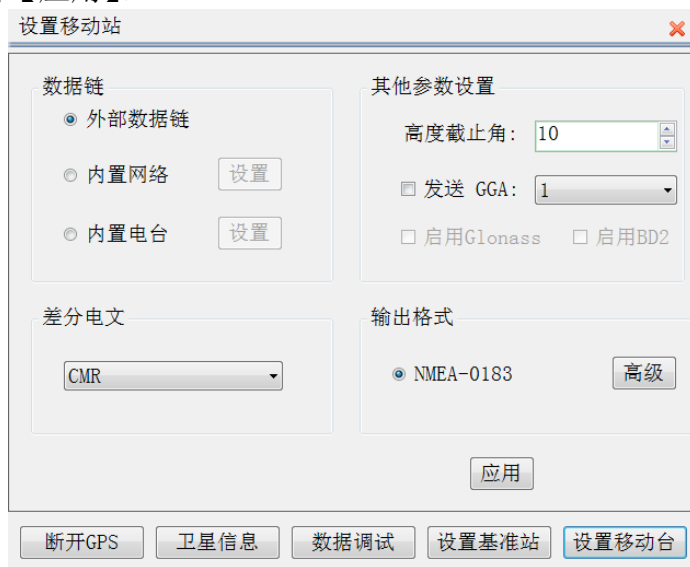 设置移动站
数据链
外部数据链
内置网络 设置
内置电台 设置
其他参数设置
高度截止角: 10
发送 GGA: 1
启用Glonass 启用BD2
差分电文
CMR
输出格式
NMEA-0183 高级
应用
断开GPS 卫星信息 数据调试 设置基准站 设置移动台